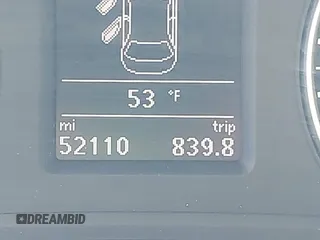 53 °F
mi trip
52110 839.8
DREAMBID